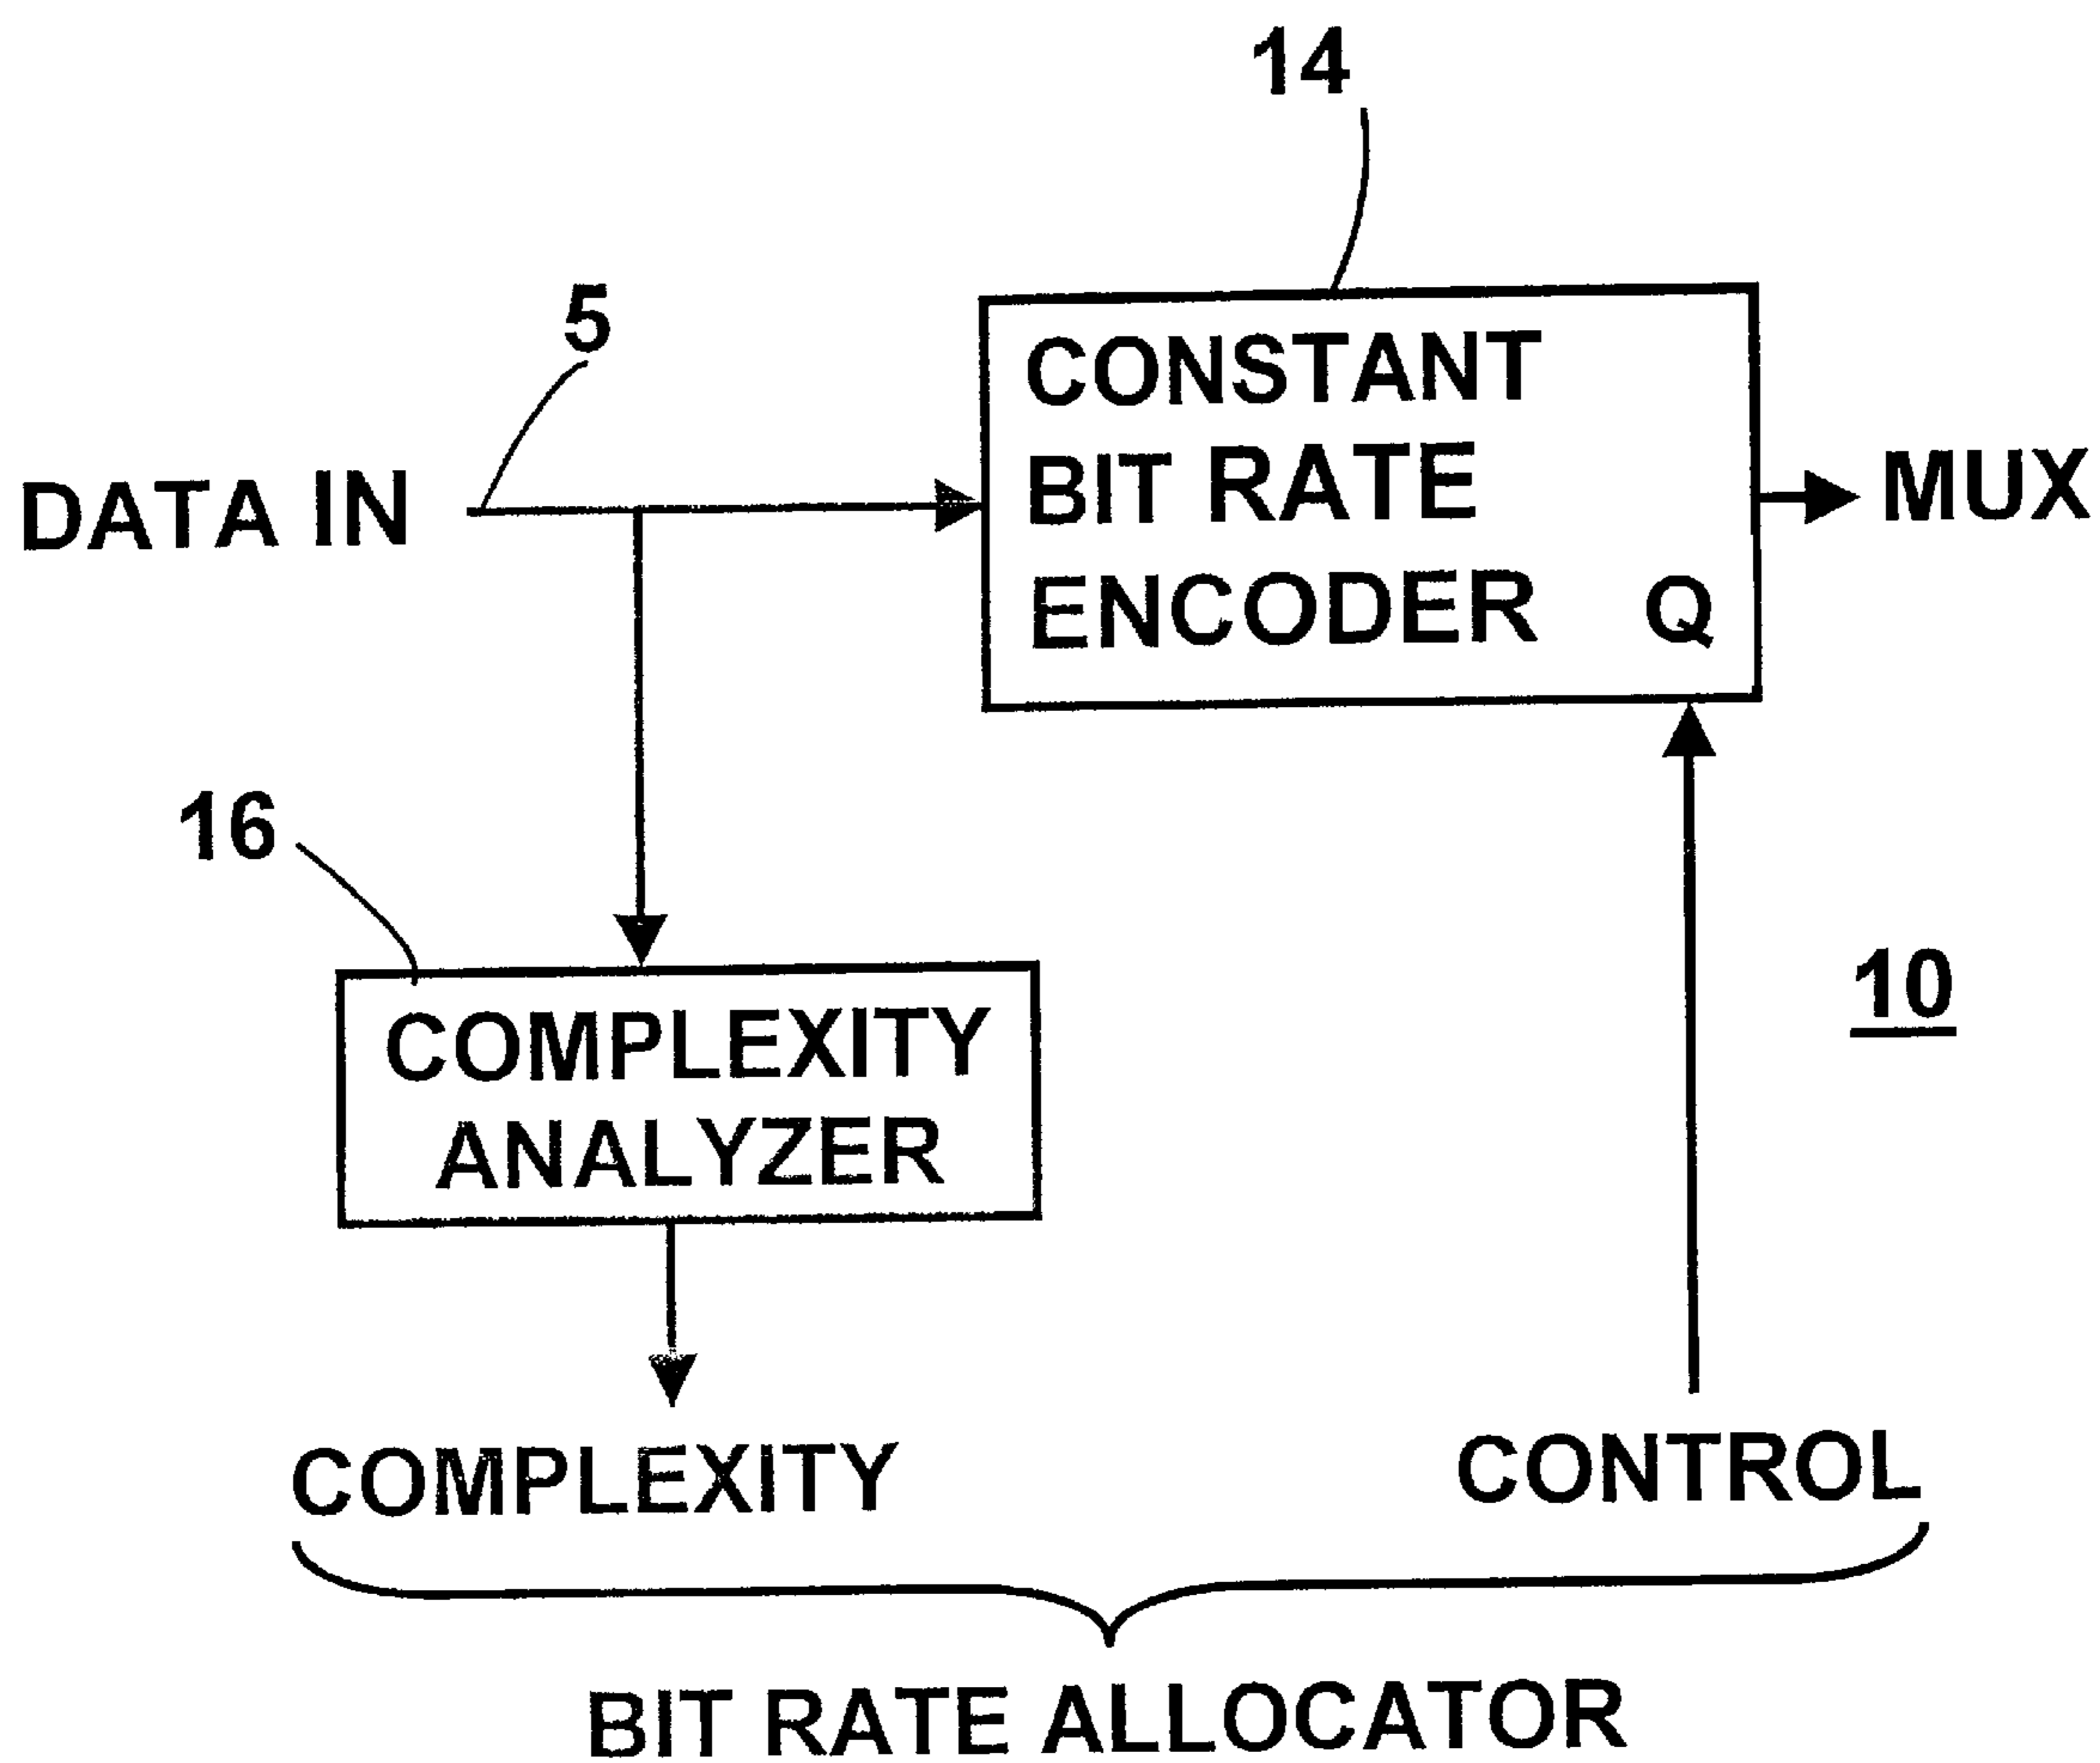 14
5
CONSTANT
BIT RATE
ENCODER Q
DATA IN
MUX
16
10
COMPLEXITY
ANALYZER
COMPLEXITY
CONTROL
BIT RATE ALLOCATOR